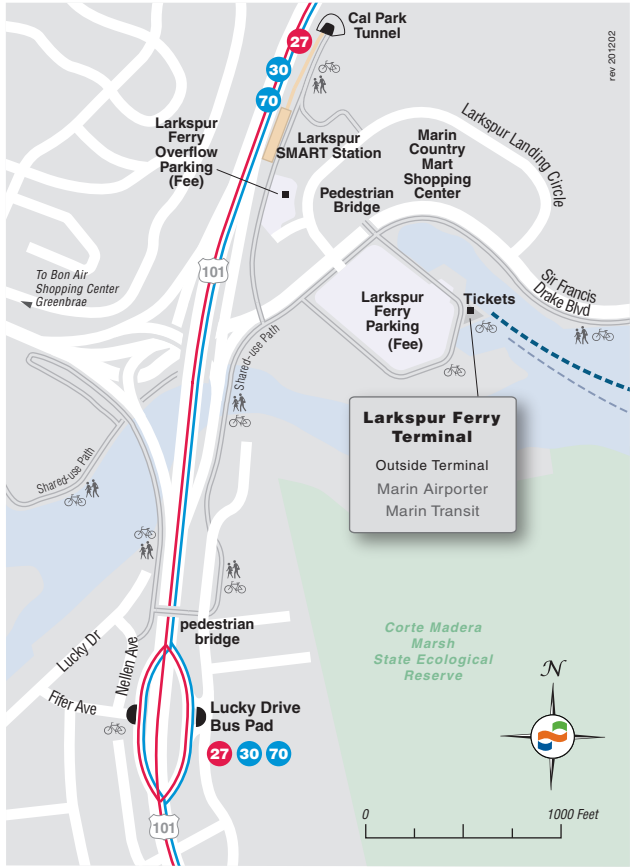 Cal Park
Tunnel
rev 201202
27
30
70
Larkspur
Ferry
Overflow
Parking
(Fee)
Larkspur
SMART Station
Marin
Country
Mart
Shopping
Center
Larkspur Landing Circle
Pedestrian
Bridge
101
To Bon Air
Shopping Center
Greenbrae
Sir Francis
Drake Blvd
Larkspur
Ferry
Parking
(Fee)
Tickets
Shared-use Path
Larkspur Ferry
Terminal
Outside Terminal
Marin Airporter
Marin Transit
Shared-use Path
pedestrian
bridge
Corte Madera
Marsh
State Ecological
Reserve
Lucky Dr
Nellen Ave
Fifer Ave
N
Lucky Drive
Bus Pad
27 30 70
101
0 1000 Feet